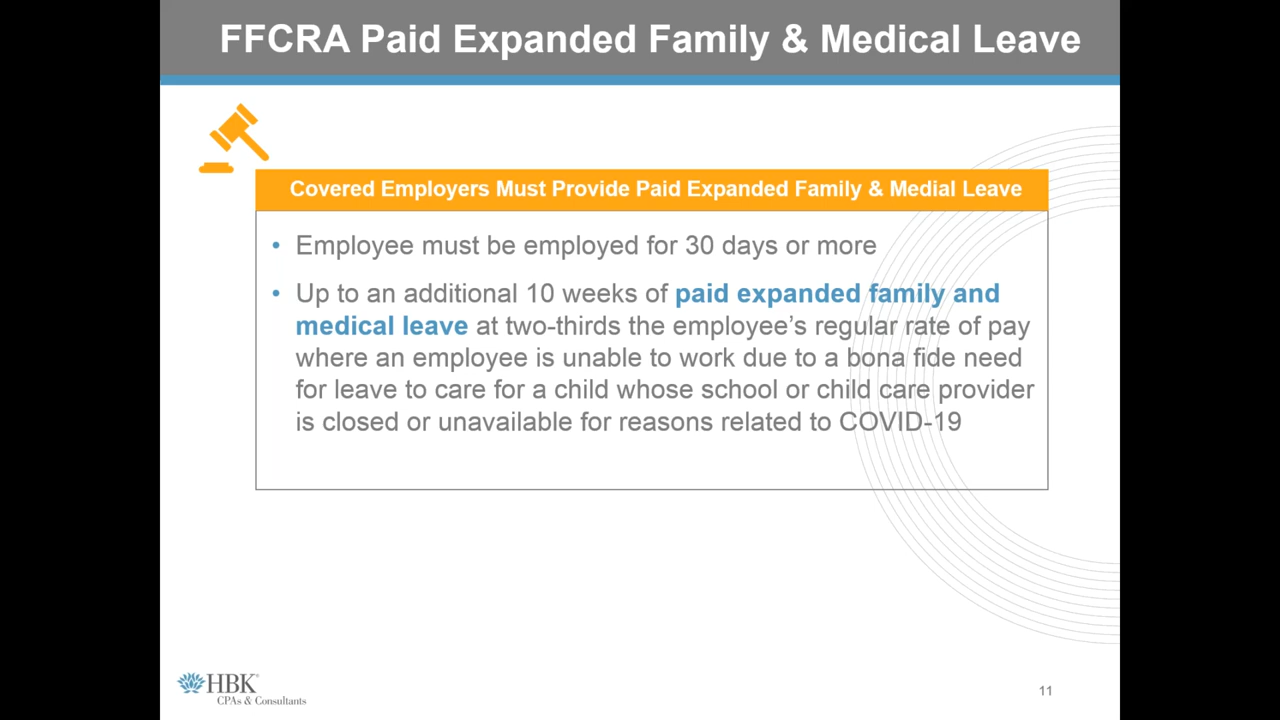 FFCRA Paid Expanded Family & Medical Leave
Covered Employers Must Provide Paid Expanded Family & Medial Leave
• Employee must be employed for 30 days or more
• Up to an additional 10 weeks of paid expanded family and
medical leave at two-thirds the employee’s regular rate of pay
where an employee is unable to work due to a bona fide need
for leave to care for a child whose school or child care provider
is closed or unavailable for reasons related to COVID-19
HBK®
CPAs & Consultants
11